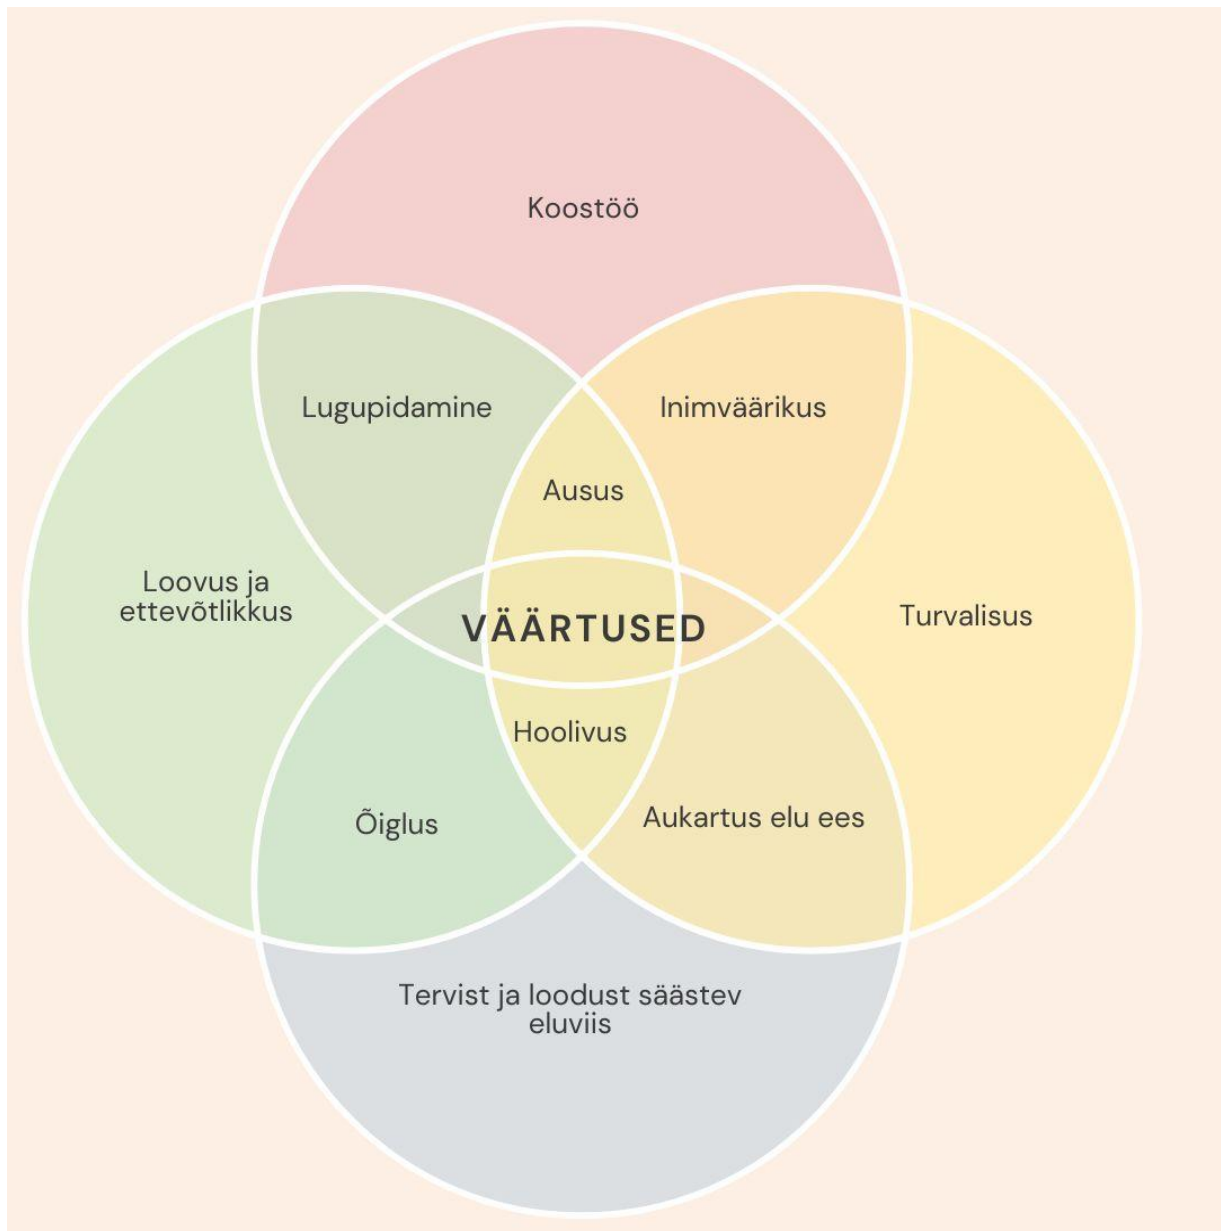 Koostöö
Lugupidamine
Inimväärikus
Ausus
Loovus ja
ettevõtlikkus
VÄÄRTUSED
Turvalisus
Hoolivus
Õiglus
Aukartus elu ees
Tervist ja loodust säästev
eluviis